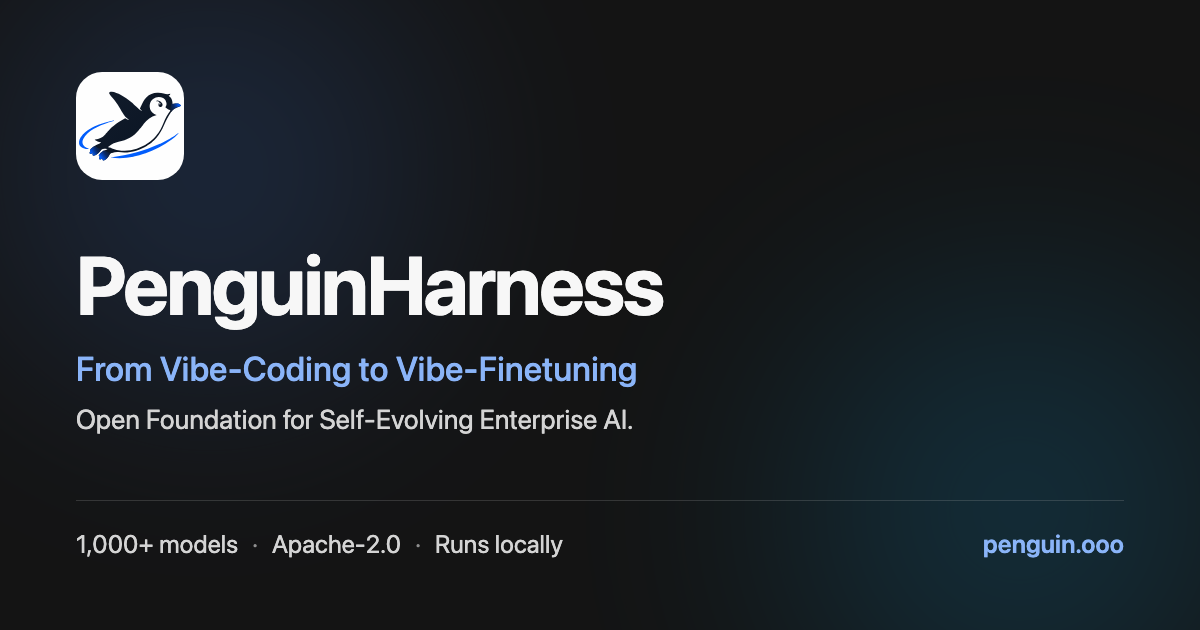 PenguinHarness
From Vibe-Coding to Vibe-Finetuning
Open Foundation for Self-Evolving Enterprise AI.
1,000+ models · Apache-2.0 · Runs locally
penguin.ooo